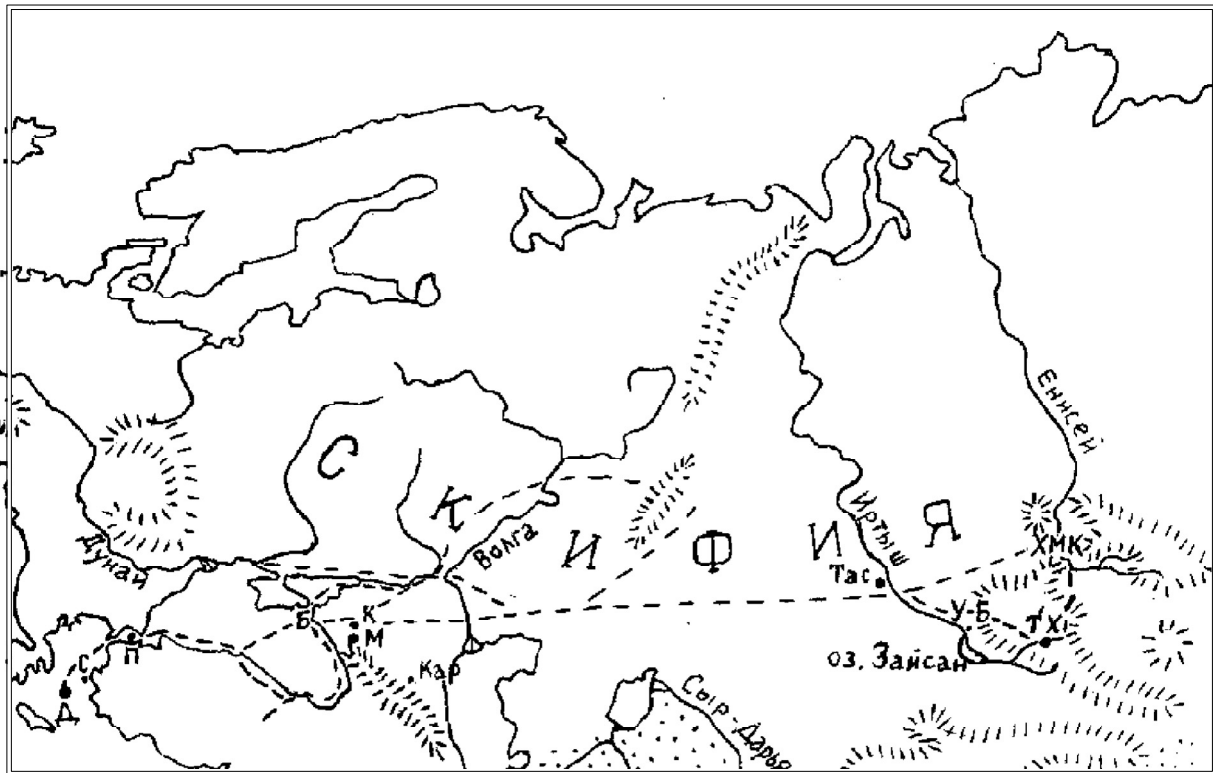 Енисей
С
К И Ф И Я
Волга
Иртыш
ХМК
Дунай
Тас
Б
К
У-Б
М
ТХ
П
оз. Зайсан
С
Кар
Д
Сыр-Дарья